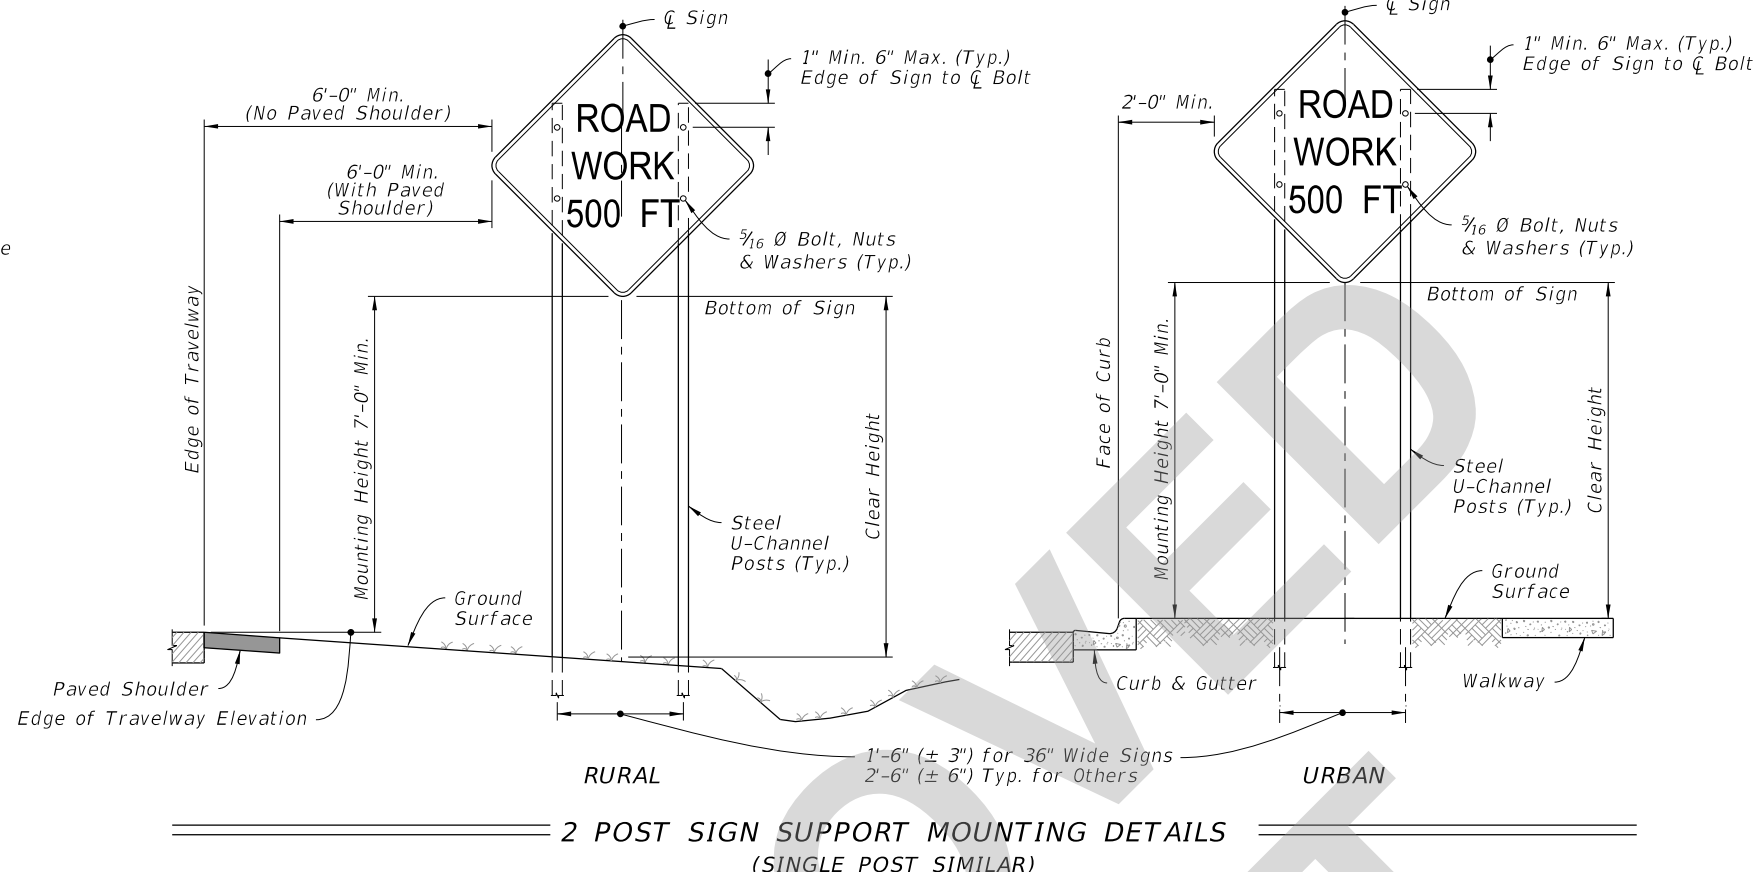 ℄ Sign
1" Min. 6" Max. (Typ.)
Edge of Sign to ℄ Bolt
6'-0" Min.
(No Paved Shoulder)
6'-0" Min.
(With Paved
Shoulder)
ROAD
WORK
500 FT
5/16 Ø Bolt, Nuts
& Washers (Typ.)
Bottom of Sign
Edge of Travelway
Mounting Height 7'-0" Min.
Clear Height
Steel
U-Channel
Posts (Typ.)
Ground
Surface
Paved Shoulder
Edge of Travelway Elevation
RURAL
℄ Sign
1" Min. 6" Max. (Typ.)
Edge of Sign to ℄ Bolt
2'-0" Min.
ROAD
WORK
500 FT
5/16 Ø Bolt, Nuts
& Washers (Typ.)
Bottom of Sign
Face of Curb
Mounting Height 7'-0" Min.
Clear Height
Steel
U-Channel
Posts (Typ.)
Ground
Surface
Curb & Gutter
Walkway
1'-6" (± 3") for 36" Wide Signs
2'-6" (± 6") Typ. for Others
URBAN
2 POST SIGN SUPPORT MOUNTING DETAILS
(SINGLE POST SIMILAR)
OVED
e